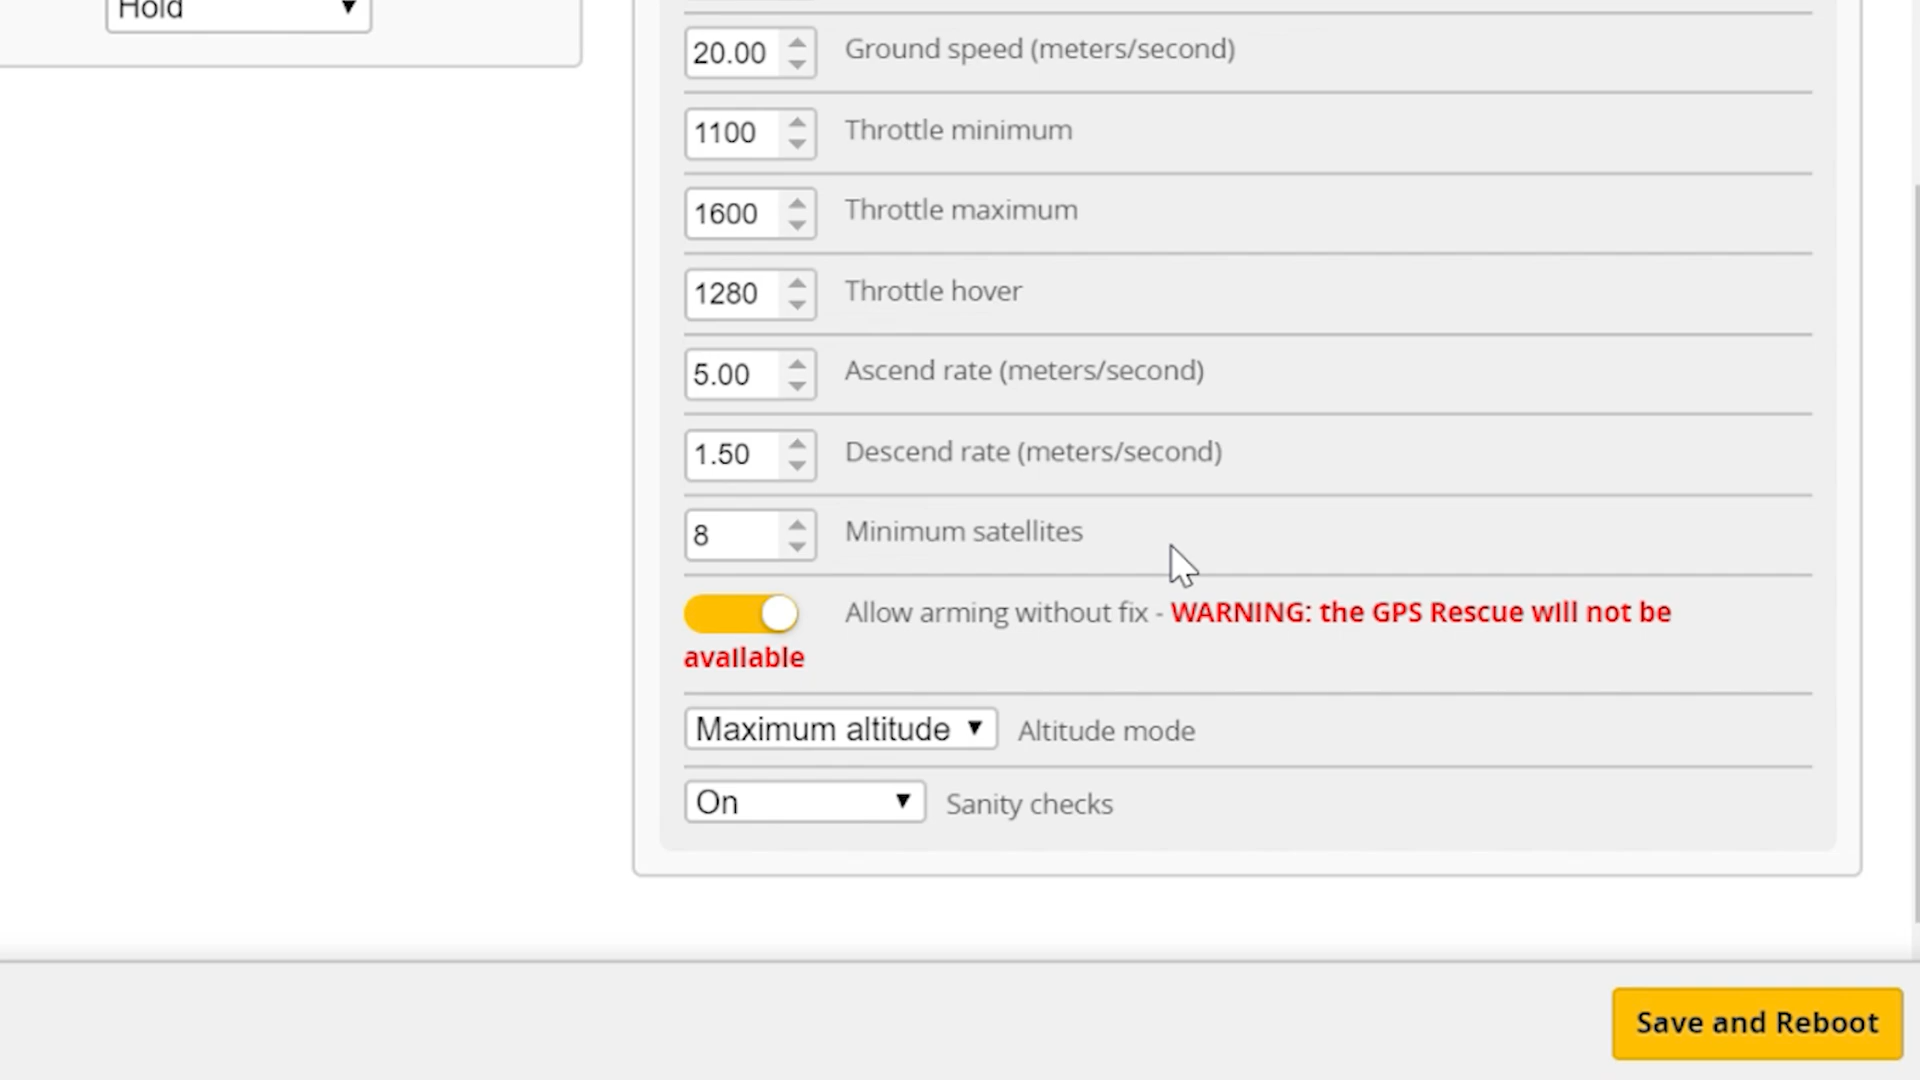 Hold
20.00 Ground speed (meters/second)
1100 Throttle minimum
1600 Throttle maximum
1280 Throttle hover
5.00 Ascend rate (meters/second)
1.50 Descend rate (meters/second)
8 Minimum satellites
Allow arming without fix - WARNING: the GPS Rescue will not be
available
Maximum altitude Altitude mode
On Sanity checks
Save and Reboot